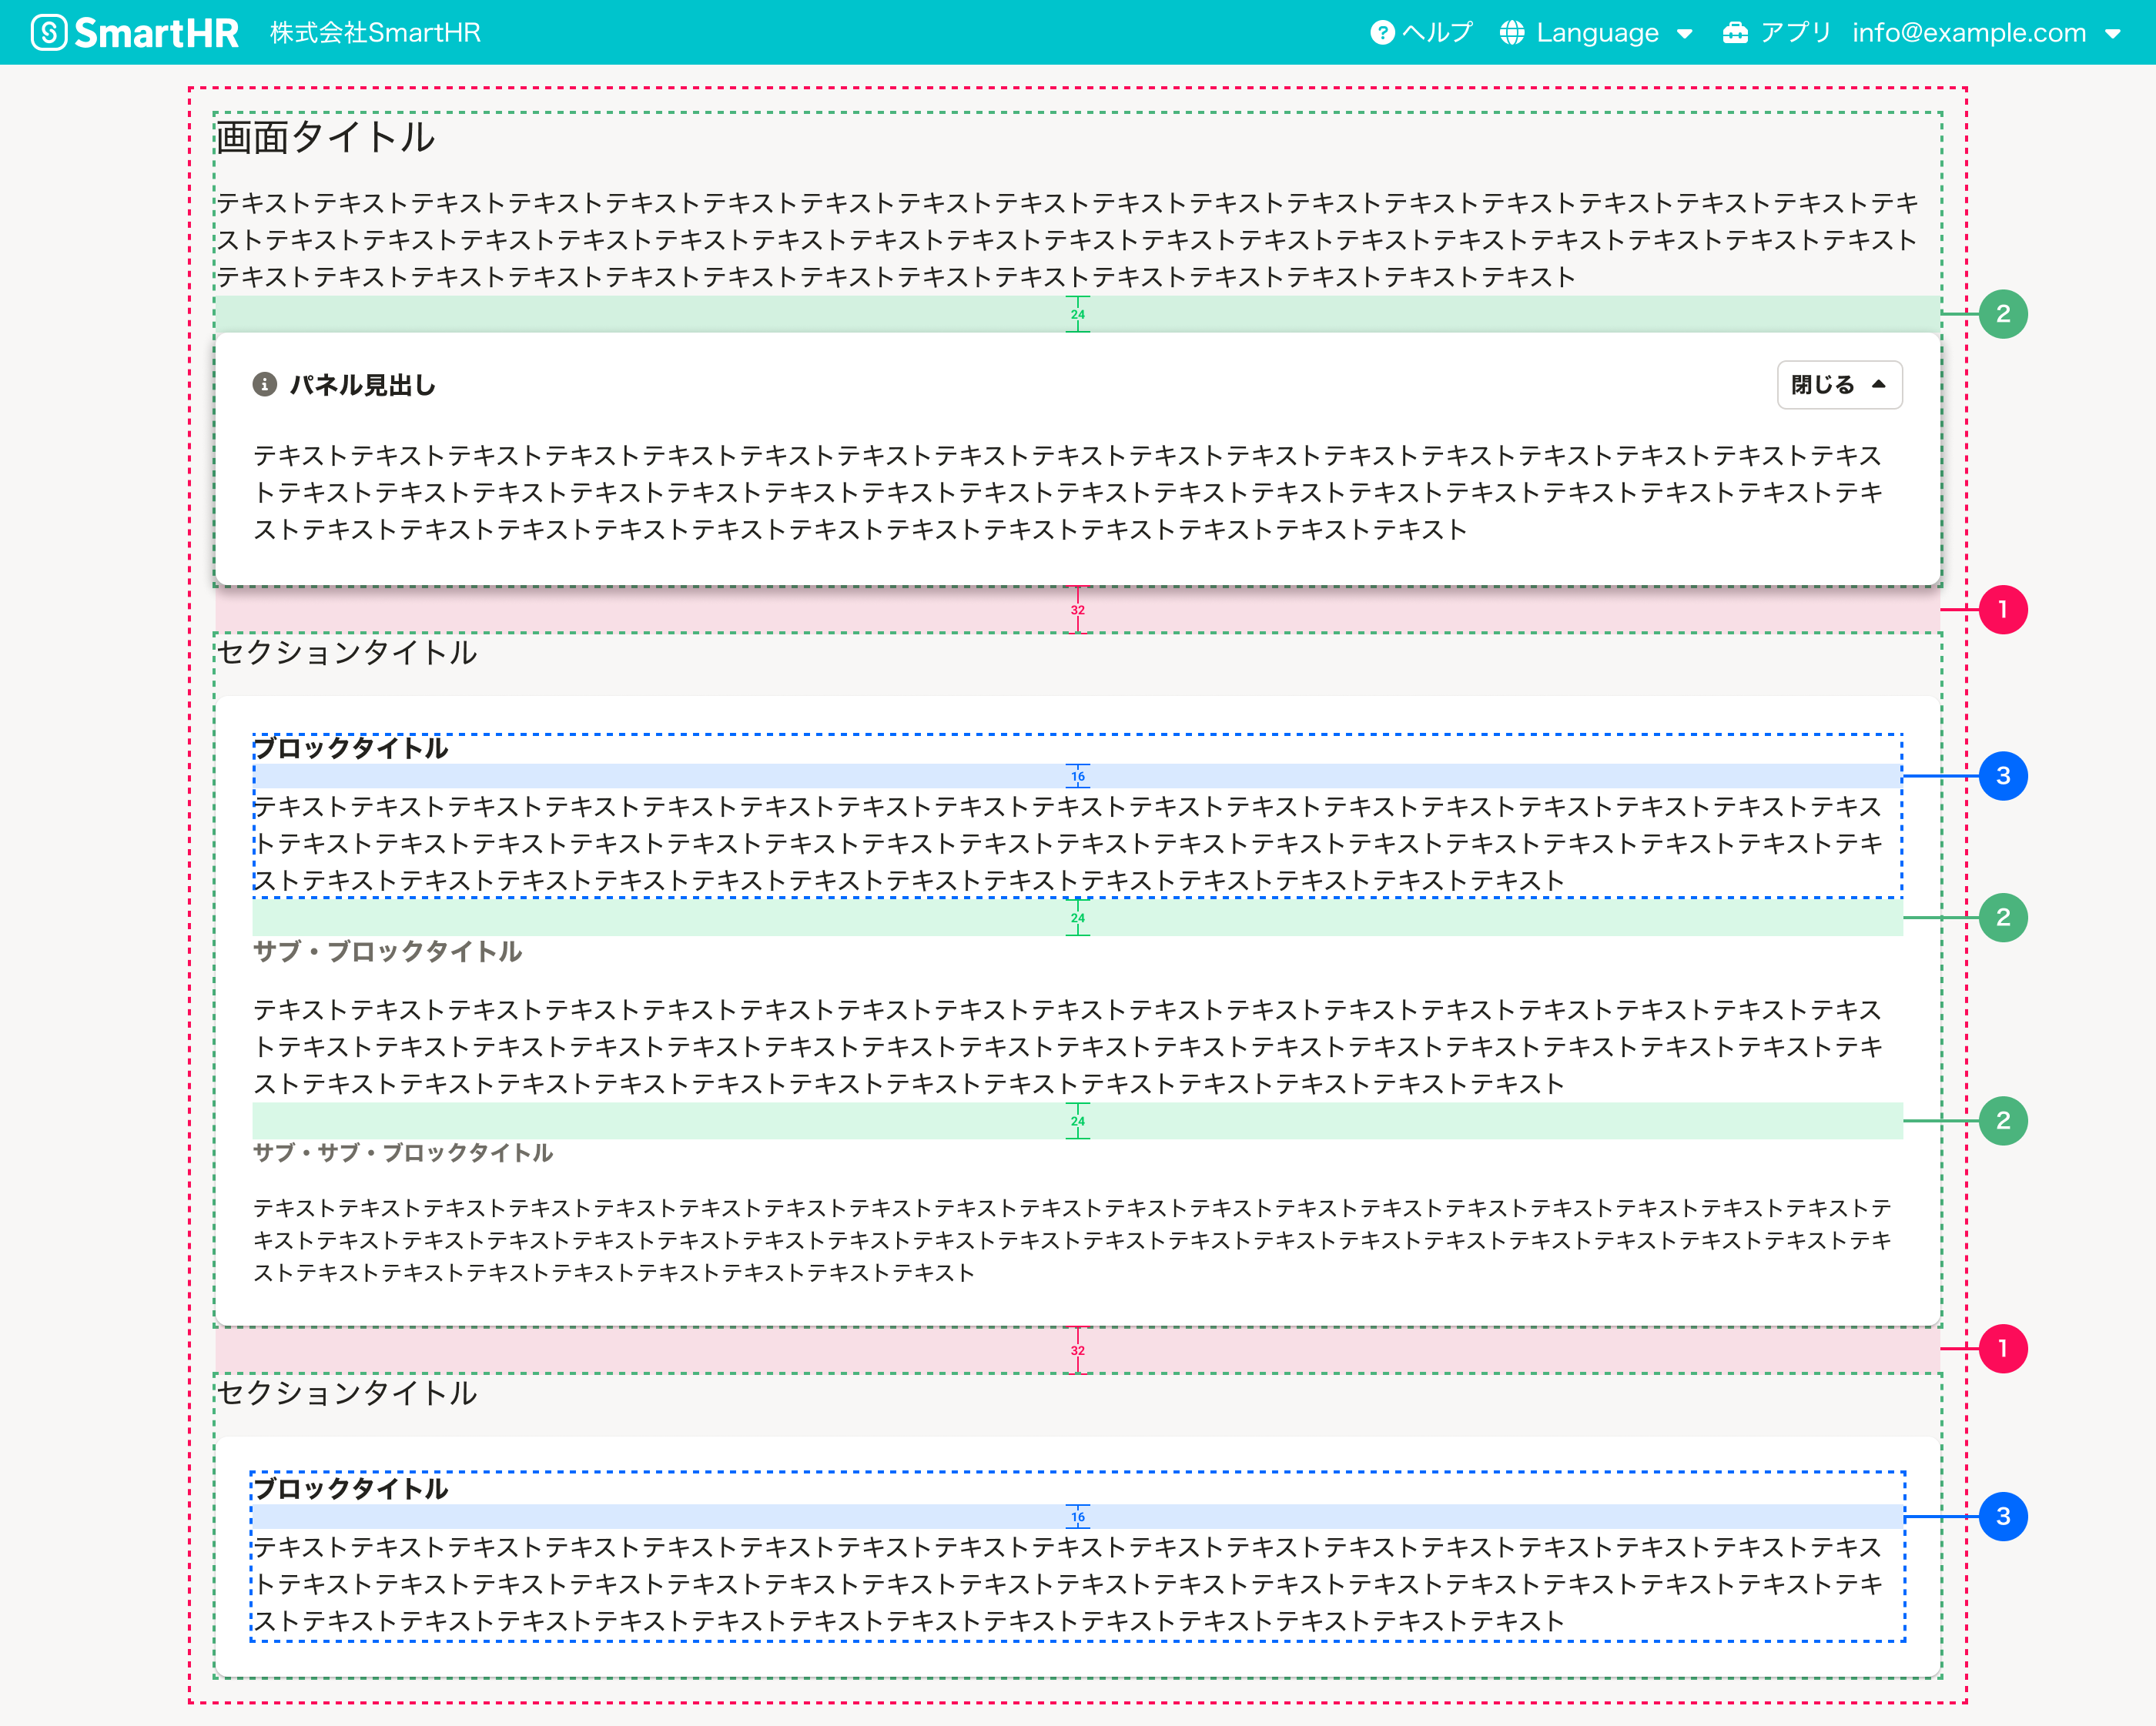 SmartHR 株式会社SmartHR ヘルプ Language アプリ info@example.com
画面タイトル
テキストテキストテキストテキストテキストテキストテキストテキストテキストテキストテキストテキストテキストテキストテキストテキストテキストテキ
ストテキストテキストテキストテキストテキストテキストテキストテキストテキストテキストテキストテキストテキストテキストテキストテキストテキスト
テキストテキストテキストテキストテキストテキストテキストテキストテキストテキストテキストテキストテキストテキスト
24
2
パネル見出し 閉じる
テキストテキストテキストテキストテキストテキストテキストテキストテキストテキストテキストテキストテキストテキストテキストテキストテキス
トテキストテキストテキストテキストテキストテキストテキストテキストテキストテキストテキストテキストテキストテキストテキストテキストテキ
ストテキストテキストテキストテキストテキストテキストテキストテキストテキストテキストテキストテキスト
32
1
セクションタイトル
ブロックタイトル
16
3
テキストテキストテキストテキストテキストテキストテキストテキストテキストテキストテキストテキストテキストテキストテキストテキストテキス
トテキストテキストテキストテキストテキストテキストテキストテキストテキストテキストテキストテキストテキストテキストテキストテキストテキ
ストテキストテキストテキストテキストテキストテキストテキストテキストテキストテキストテキストテキストテキスト
24
2
サブ・ブロックタイトル
テキストテキストテキストテキストテキストテキストテキストテキストテキストテキストテキストテキストテキストテキストテキストテキストテキス
トテキストテキストテキストテキストテキストテキストテキストテキストテキストテキストテキストテキストテキストテキストテキストテキストテキ
ストテキストテキストテキストテキストテキストテキストテキストテキストテキストテキストテキストテキストテキスト
24
2
サブ・サブ・ブロックタイトル
テキストテキストテキストテキストテキストテキストテキストテキストテキストテキストテキストテキストテキストテキストテキストテキストテキストテキストテキストテ
キストテキストテキストテキストテキストテキストテキストテキストテキストテキストテキストテキストテキストテキストテキストテキストテキストテキストテキストテキ
ストテキストテキストテキストテキストテキストテキストテキストテキスト
32
1
セクションタイトル
ブロックタイトル
16
3
テキストテキストテキストテキストテキストテキストテキストテキストテキストテキストテキストテキストテキストテキストテキストテキストテキス
トテキストテキストテキストテキストテキストテキストテキストテキストテキストテキストテキストテキストテキストテキストテキストテキストテキ
ストテキストテキストテキストテキストテキストテキストテキストテキストテキストテキストテキストテキストテキスト